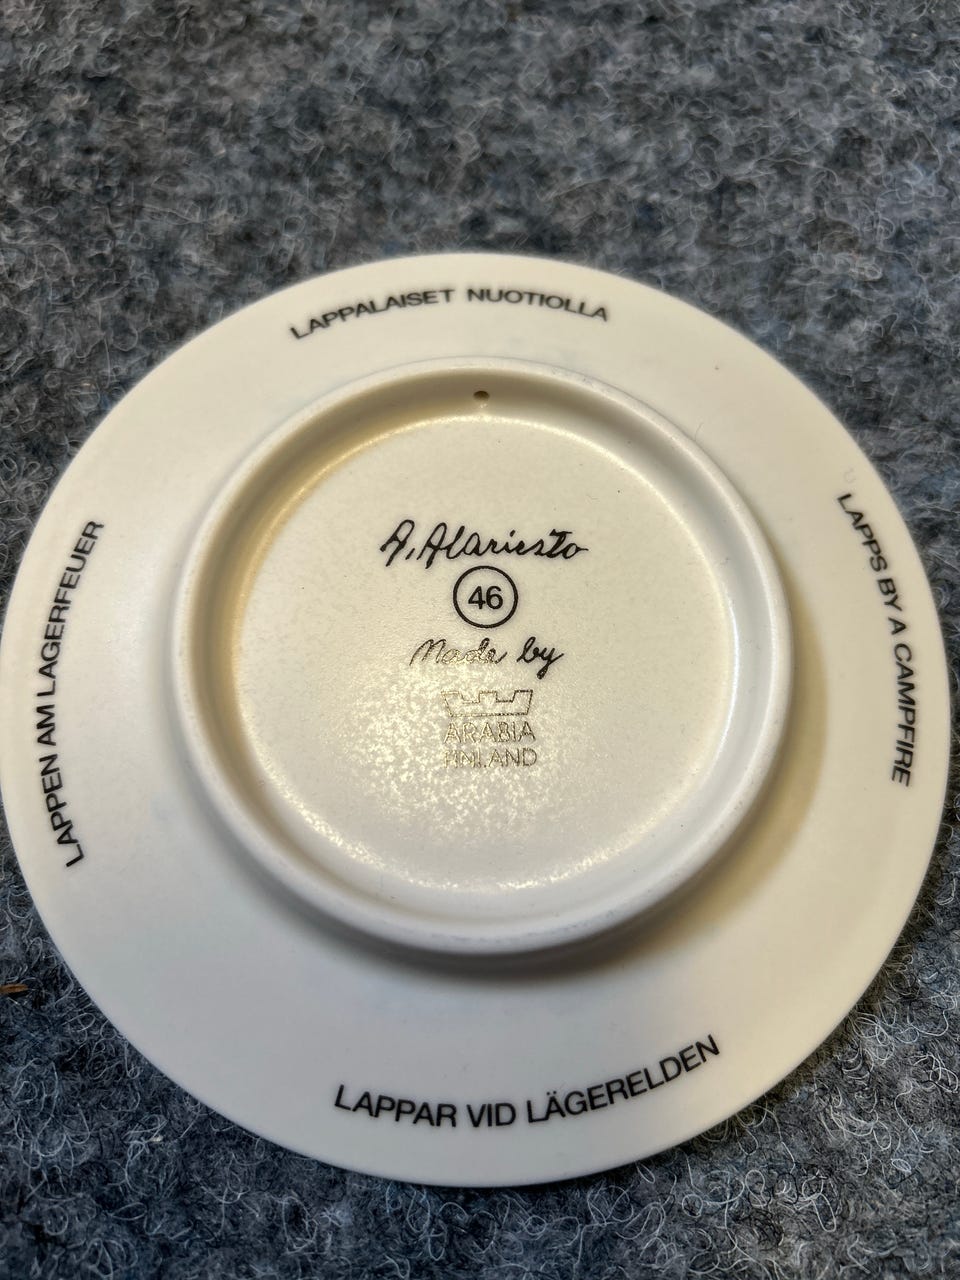 LAPPALAISET NUOTIOLLA
LAPPS BY A CAMPFIRE
LAPPAR VID LÄGERELDEN
LAPPEN AM LAGERFEUER
A. Alariesto
46
Made by
ARABIA
FINLAND